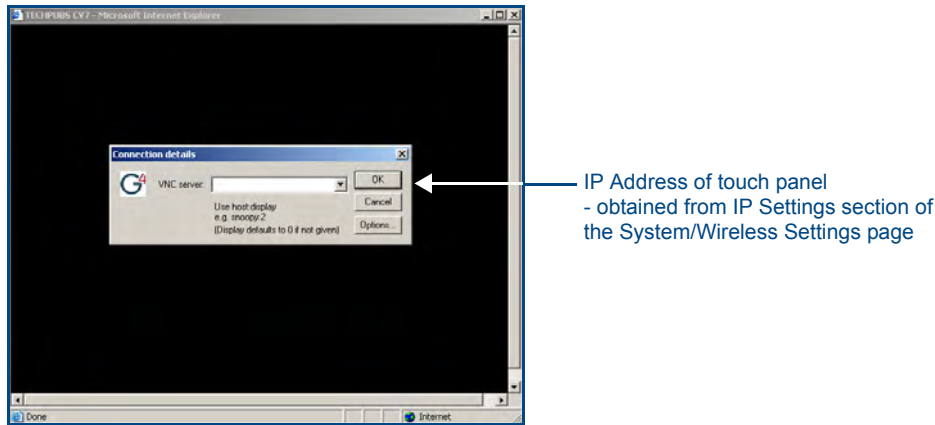 TECHPUBS CV7 - Microsoft Internet Explorer
Connection details
G4
VNC server:
OK
Use host:display
e.g. snoopy:2
(Display defaults to 0 if not given)
Cancel
Options...
IP Address of touch panel
- obtained from IP Settings section of
the System/Wireless Settings page
Done
Internet